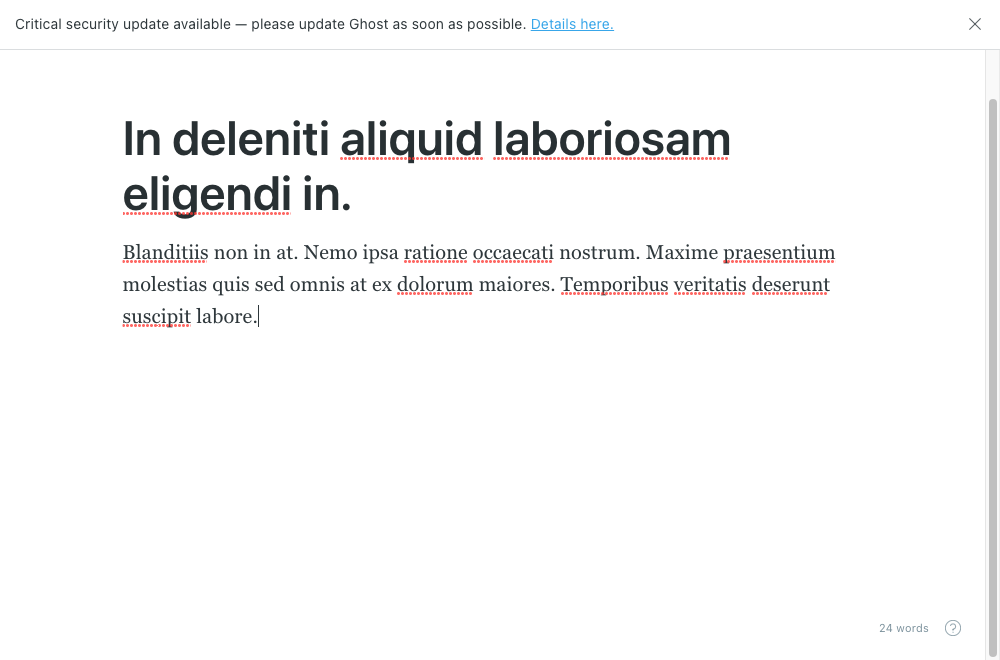 Critical security update available — please update Ghost as soon as possible. Details here.
In deleniti aliquid laboriosam
eligendi in.
Blanditiis non in at. Nemo ipsa ratione occaecati nostrum. Maxime praesentium
molestias quis sed omnis at ex dolorum maiores. Temporibus veritatis deserunt
suscipit labore.
24 words ?